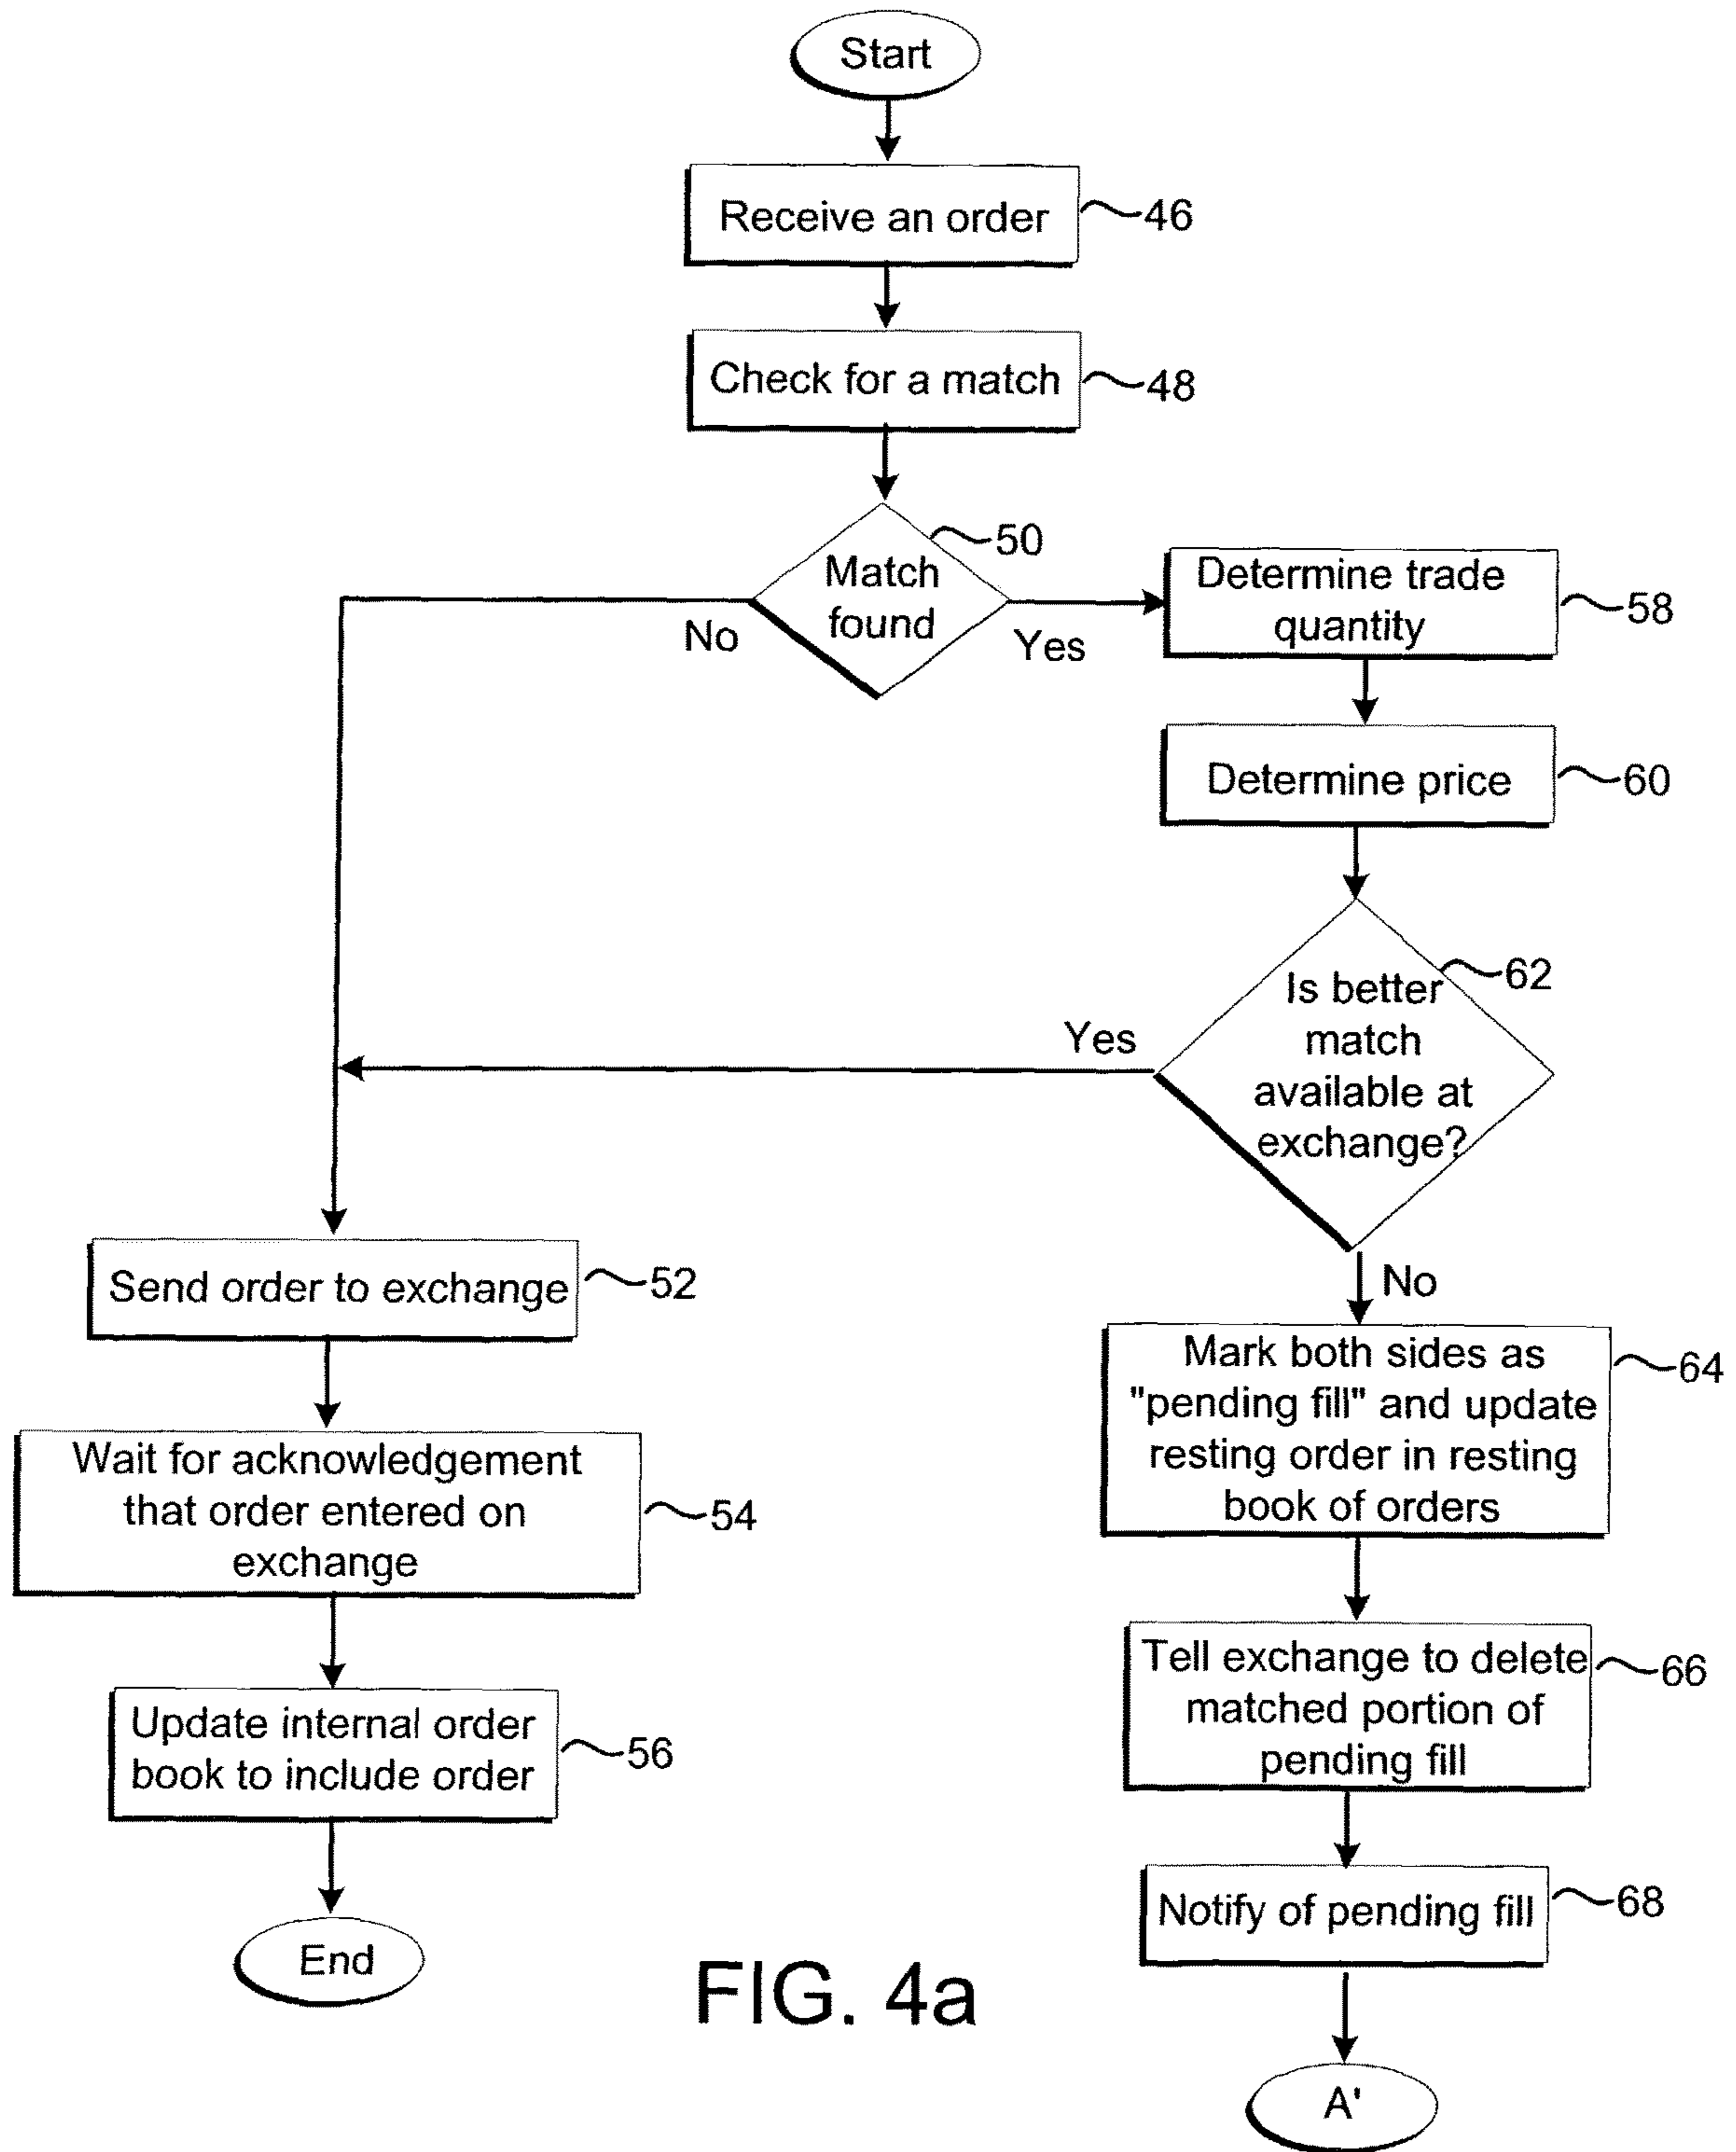 Start
Receive an order
46
Check for a match
48
50
Match
found
No
Yes
Determine trade
quantity
58
Determine price
60
62
Is better
match
available at
exchange?
Yes
No
Send order to exchange
52
Wait for acknowledgement
that order entered on
exchange
54
Update internal order
book to include order
56
End
Mark both sides as
"pending fill" and update
resting order in resting
book of orders
64
Tell exchange to delete
matched portion of
pending fill
66
Notify of pending fill
68
A'
FIG. 4a